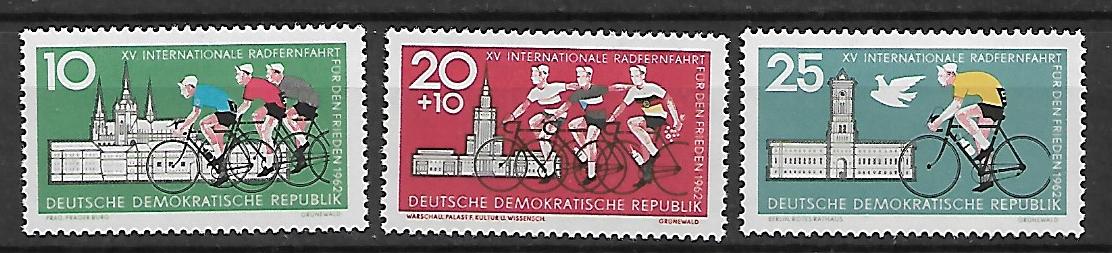 10
XV INTERNATIONALE RADFERNFAHRT
FÜR DEN FRIEDEN 1962
DEUTSCHE DEMOKRATISCHE REPUBLIK
PRAG, PRAGER BURG
GRÜNEWALD
20
+10
XV INTERNATIONALE RADFERNFAHRT
FÜR DEN FRIEDEN 1962
DEUTSCHE DEMOKRATISCHE REPUBLIK
WARSCHAU, PALAST F. KULTUR U. WISSENSCH.
GRÜNEWALD
25
XV INTERNATIONALE RADFERNFAHRT
FÜR DEN FRIEDEN 1962
DEUTSCHE DEMOKRATISCHE REPUBLIK
BERLIN, ROTES RATHAUS
GRÜNEWALD